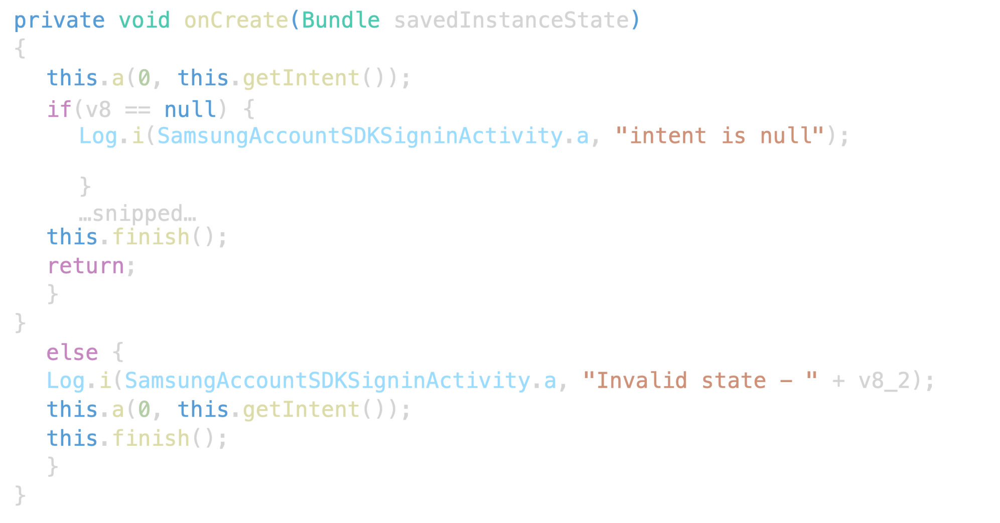 private void onCreate(Bundle savedInstanceState)
{
this.a(0, this.getIntent());
if(v8 == null) {
Log.i(SamsungAccountSDKSigninActivity.a, "intent is null");
}
…snipped…
this.finish();
return;
}
}
else {
Log.i(SamsungAccountSDKSigninActivity.a, "Invalid state – " + v8_2);
this.a(0, this.getIntent());
this.finish();
}
}